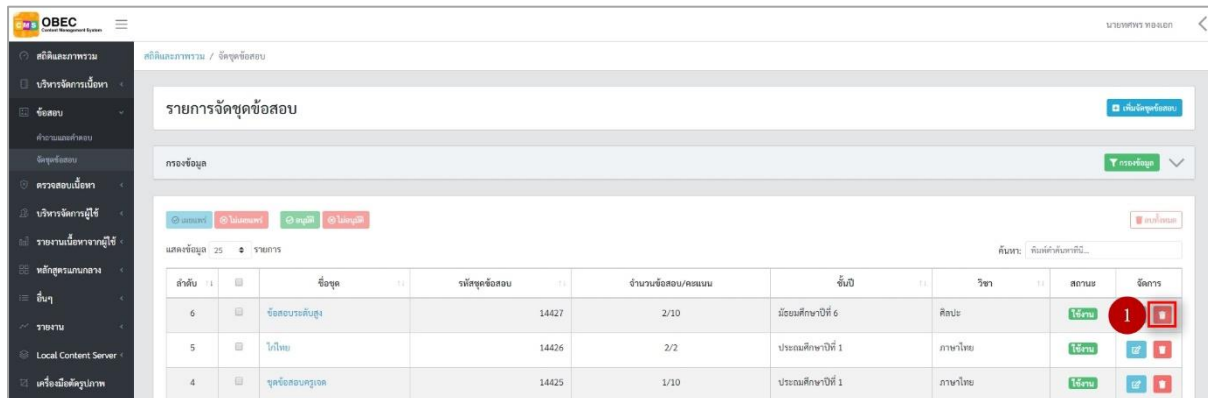 CMS OBEC
Content Management System
นายทศพร ทองเอก
สถิติและภาพรวม
สถิติและภาพรวม / จัดชุดข้อสอบ
บริหารจัดการเนื้อหา
ข้อสอบ
รายการจัดชุดข้อสอบ
เพิ่มจัดชุดข้อสอบ
คำถามและคำตอบ
จัดชุดข้อสอบ
กรองข้อมูล
กรองข้อมูล
ตรวจสอบเนื้อหา
บริหารจัดการผู้ใช้
เผยแพร่ ไม่เผยแพร่ อนุมัติ ไม่อนุมัติ ลบทั้งหมด
รายงานเนื้อหาจากผู้ใช้
แสดงข้อมูล 25 รายการ
ค้นหา: พิมพ์คำค้นหาที่นี่...
หลักสูตรแกนกลาง
ลำดับ ชื่อชุด รหัสชุดข้อสอบ จำนวนข้อสอบ/คะแนน ชั้นปี วิชา สถานะ จัดการ
อื่นๆ
6 ข้อสอบระดับสูง 14427 2/10 มัธยมศึกษาปีที่ 6 ศิลปะ ใช้งาน 1
รายงาน
5 ไก่ไทย 14426 2/2 ประถมศึกษาปีที่ 1 ภาษาไทย ใช้งาน
Local Content Server
4 ชุดข้อสอบครูเจต 14425 1/10 ประถมศึกษาปีที่ 1 ภาษาไทย ใช้งาน
เครื่องมือตัดรูปภาพ